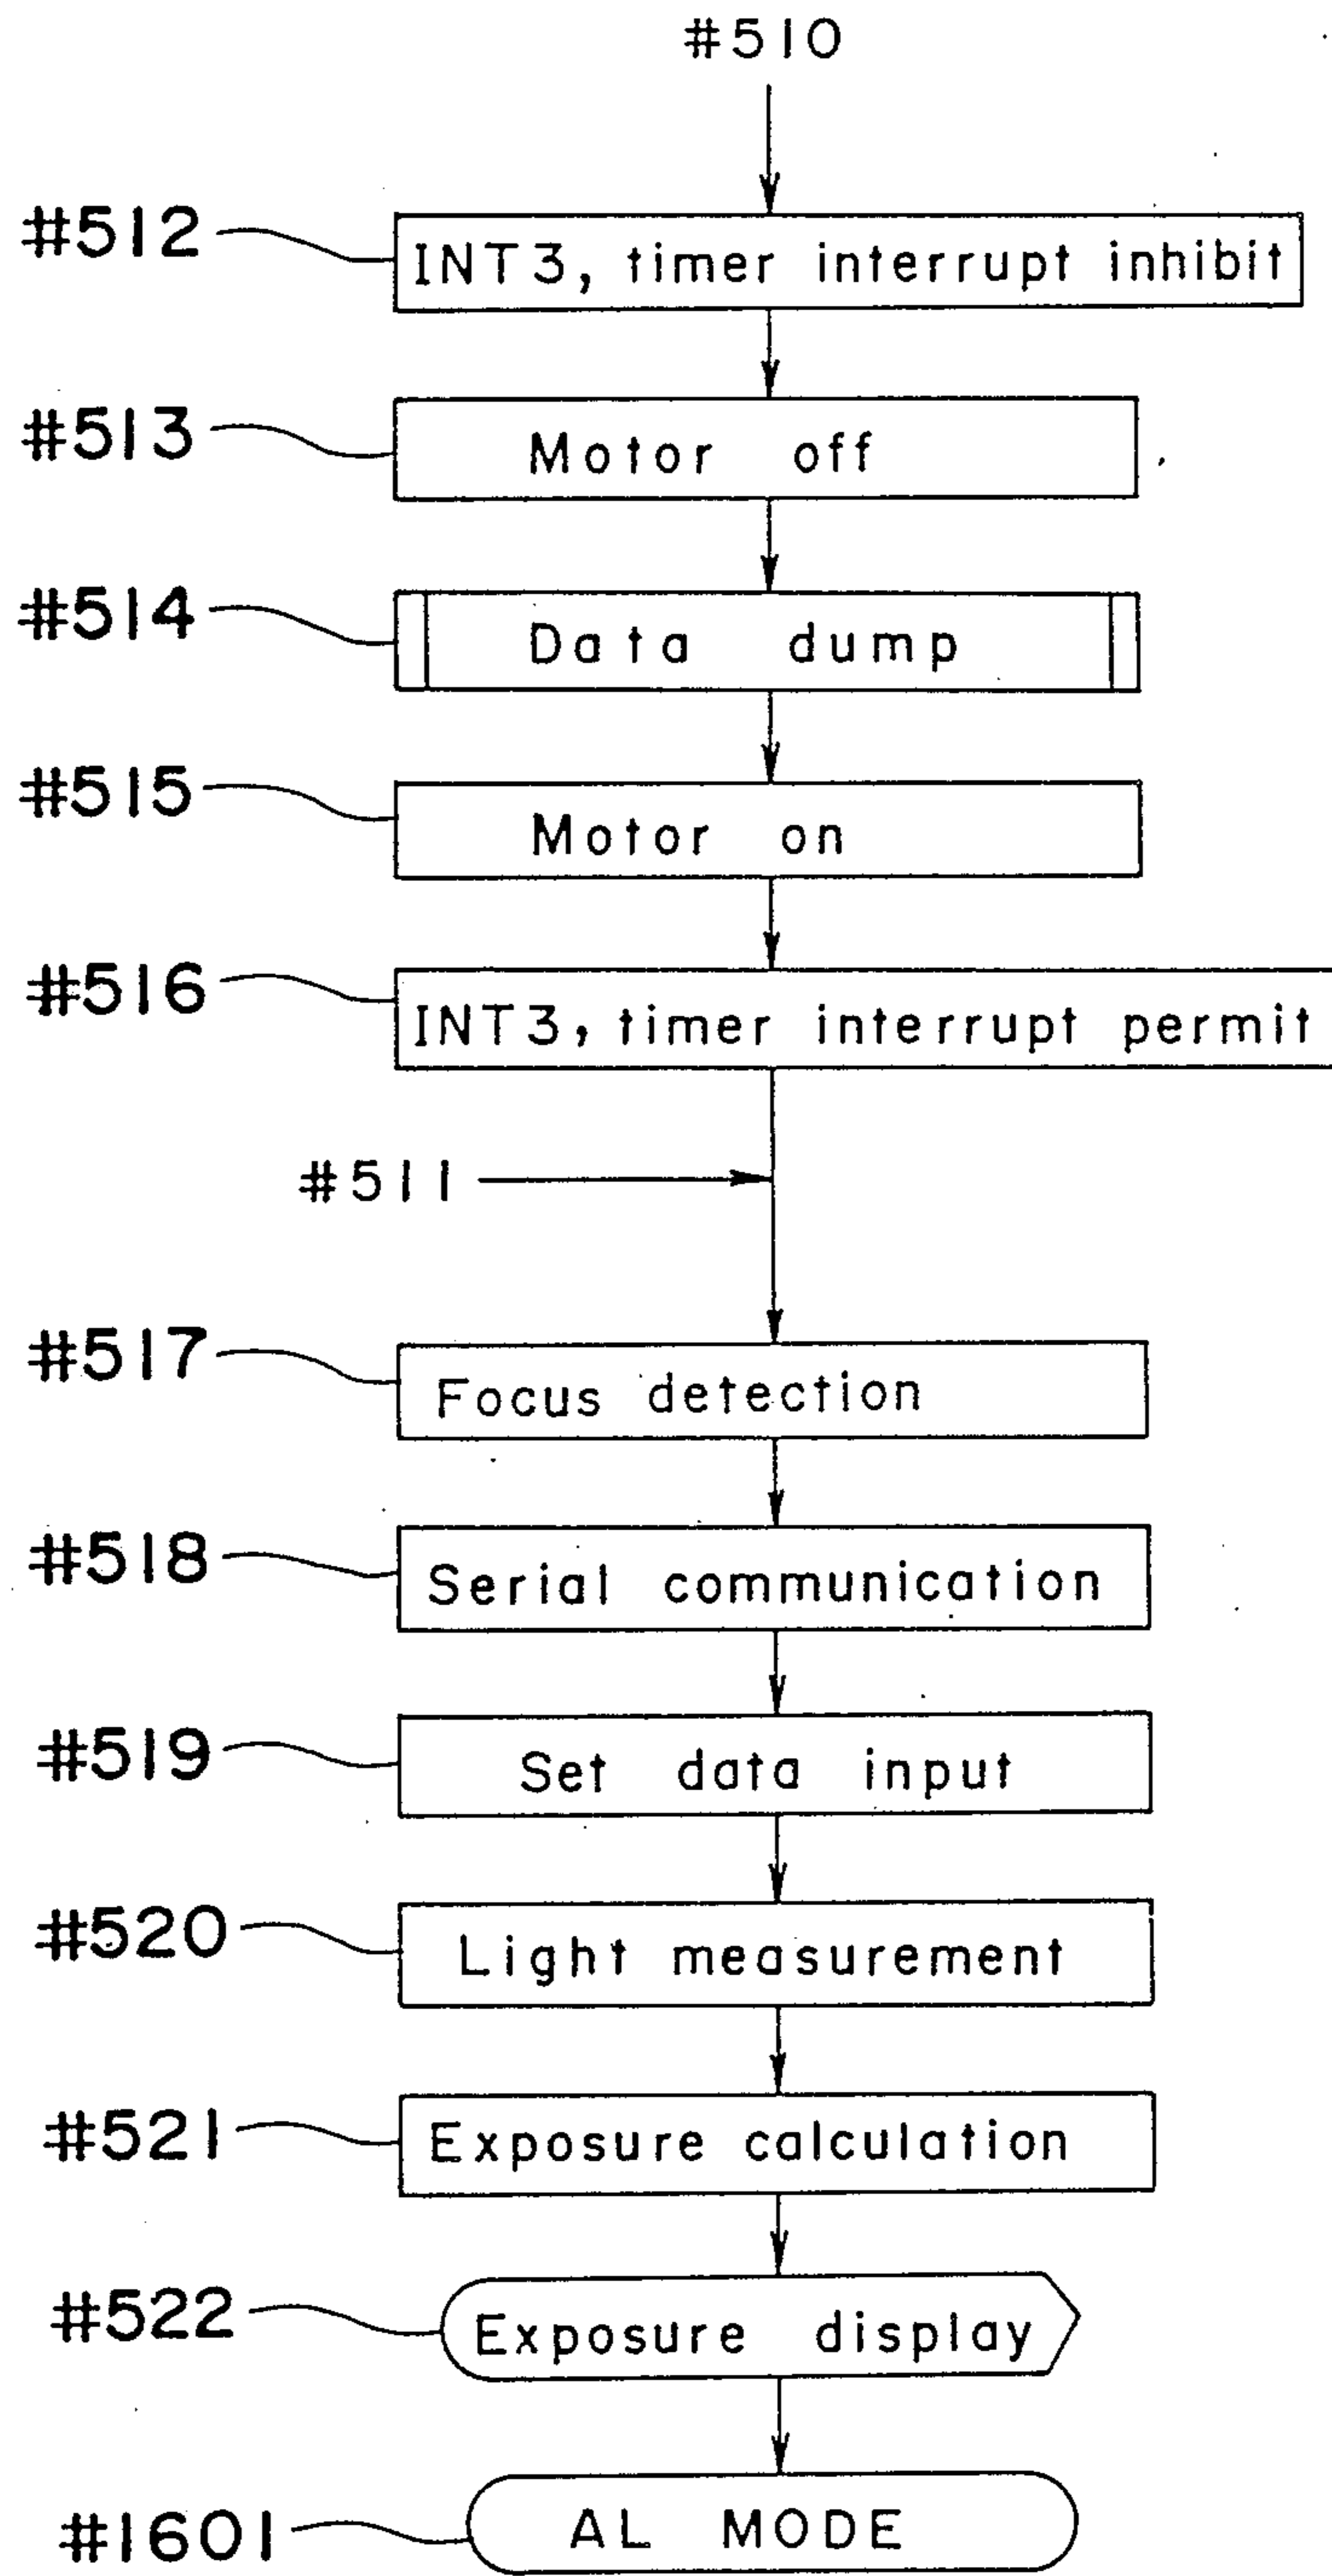 #510
#512 INT3, timer interrupt inhibit
#513 Motor off
#514 Data dump
#515 Motor on
#516 INT3, timer interrupt permit
#511
#517 Focus detection
#518 Serial communication
#519 Set data input
#520 Light measurement
#521 Exposure calculation
#522 Exposure display
#1601 AL MODE